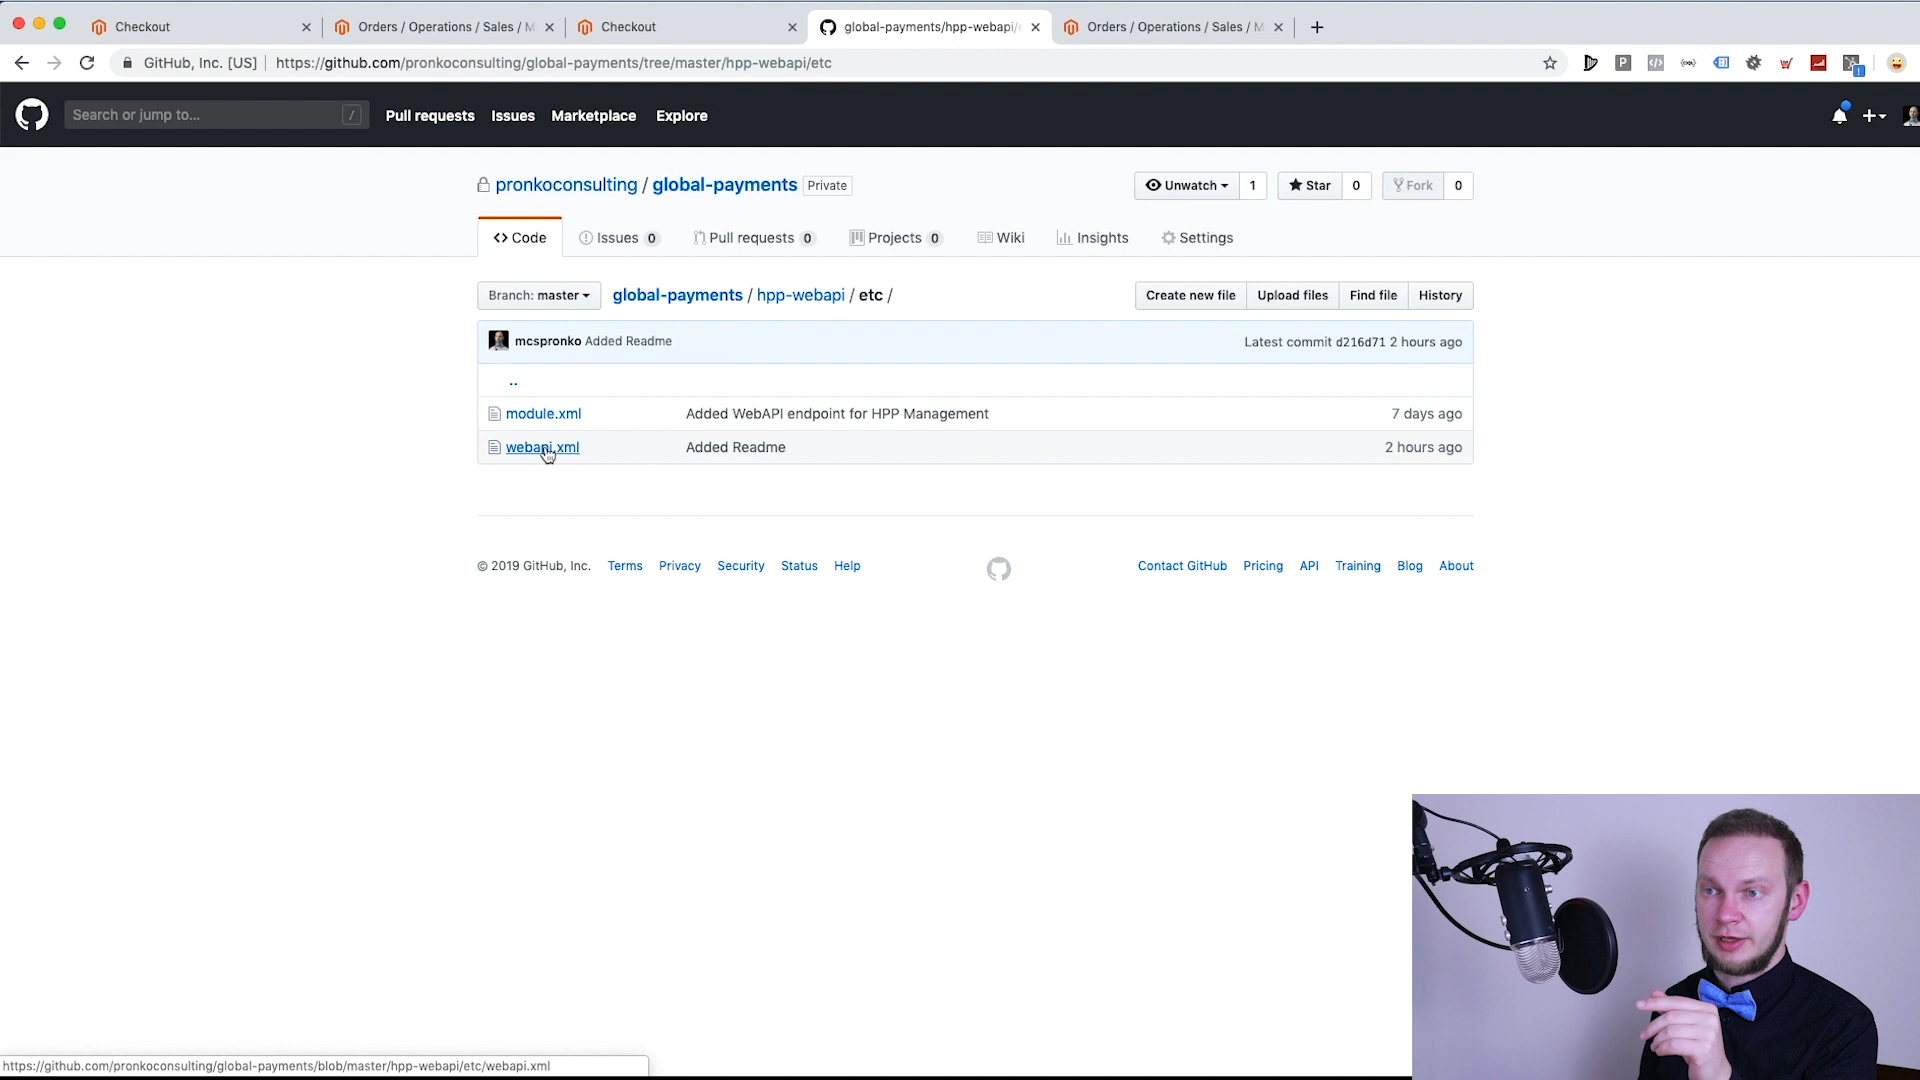 Checkout
Orders / Operations / Sales / M
Checkout
global-payments/hpp-webapi/e
Orders / Operations / Sales / M
GitHub, Inc. [US]
https://github.com/pronkoconsulting/global-payments/tree/master/hpp-webapi/etc
Search or jump to...
/
Pull requests
Issues
Marketplace
Explore
pronkoconsulting / global-payments
Private
Unwatch
1
Star
0
Fork
0
Code
Issues 0
Pull requests 0
Projects 0
Wiki
Insights
Settings
Branch: master
global-payments / hpp-webapi / etc /
Create new file
Upload files
Find file
History
mcspronko Added Readme
Latest commit d216d71 2 hours ago
..
module.xml
Added WebAPI endpoint for HPP Management
7 days ago
webapi.xml
Added Readme
2 hours ago
© 2019 GitHub, Inc.
Terms
Privacy
Security
Status
Help
Contact GitHub
Pricing
API
Training
Blog
About
https://github.com/pronkoconsulting/global-payments/blob/master/hpp-webapi/etc/webapi.xml